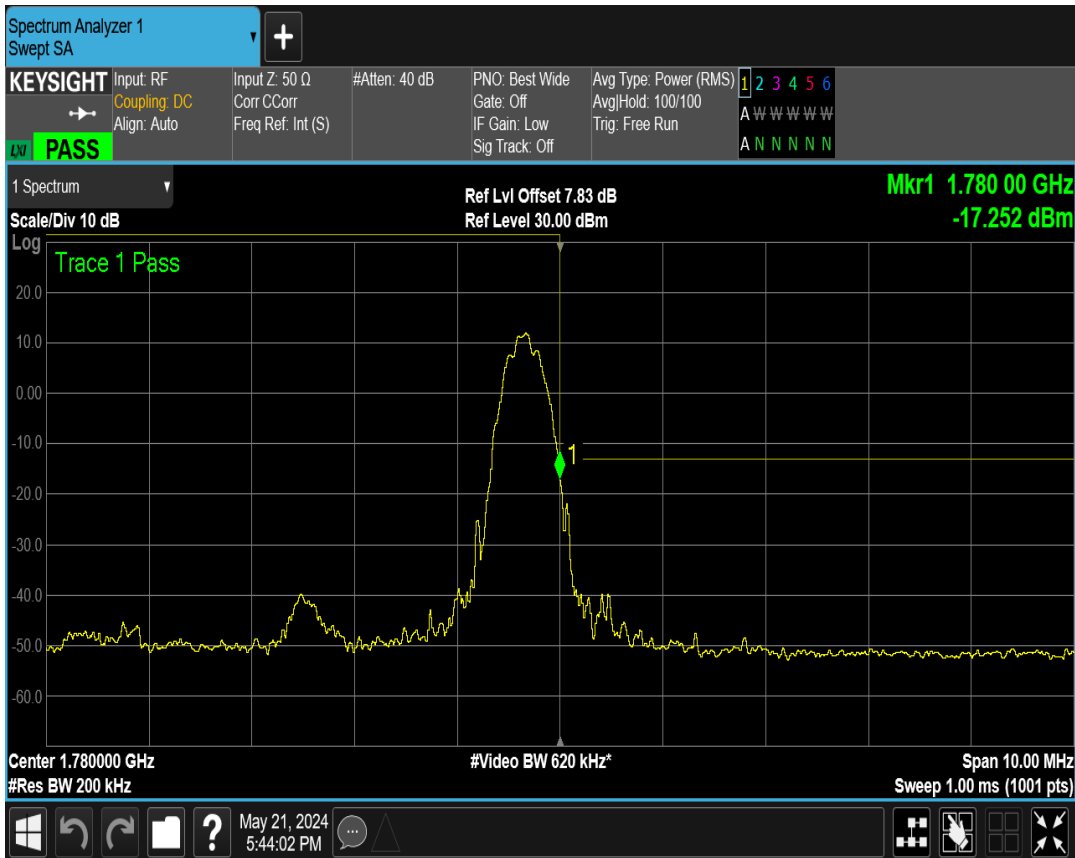 Spectrum Analyzer 1
Swept SA
+
KEYSIGHT
LXI PASS
Input: RF
Coupling: DC
Align: Auto
Input Z: 50 Ω
Corr CCorr
Freq Ref: Int (S)
#Atten: 40 dB
PNO: Best Wide
Gate: Off
IF Gain: Low
Sig Track: Off
Avg Type: Power (RMS)
Avg|Hold: 100/100
Trig: Free Run
1 2 3 4 5 6
A W W W W W
A N N N N N
1 Spectrum
Scale/Div 10 dB
Ref Lvl Offset 7.83 dB
Ref Level 30.00 dBm
Mkr1 1.780 00 GHz
-17.252 dBm
Log
Trace 1 Pass
20.0
10.0
0.00
-10.0
1
-20.0
-30.0
-40.0
-50.0
-60.0
Center 1.780000 GHz
#Video BW 620 kHz*
Span 10.00 MHz
#Res BW 200 kHz
Sweep 1.00 ms (1001 pts)
?
May 21, 2024
5:44:02 PM